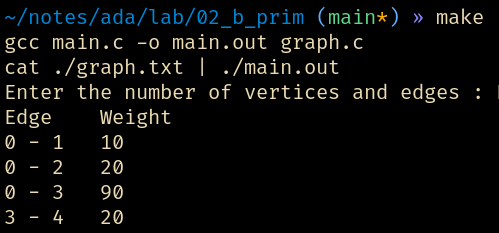 ~/notes/ada/lab/02_b_prim (main*) » make
gcc main.c -o main.out graph.c
cat ./graph.txt | ./main.out
Enter the number of vertices and edges :
Edge    Weight
0 - 1   10
0 - 2   20
0 - 3   90
3 - 4   20